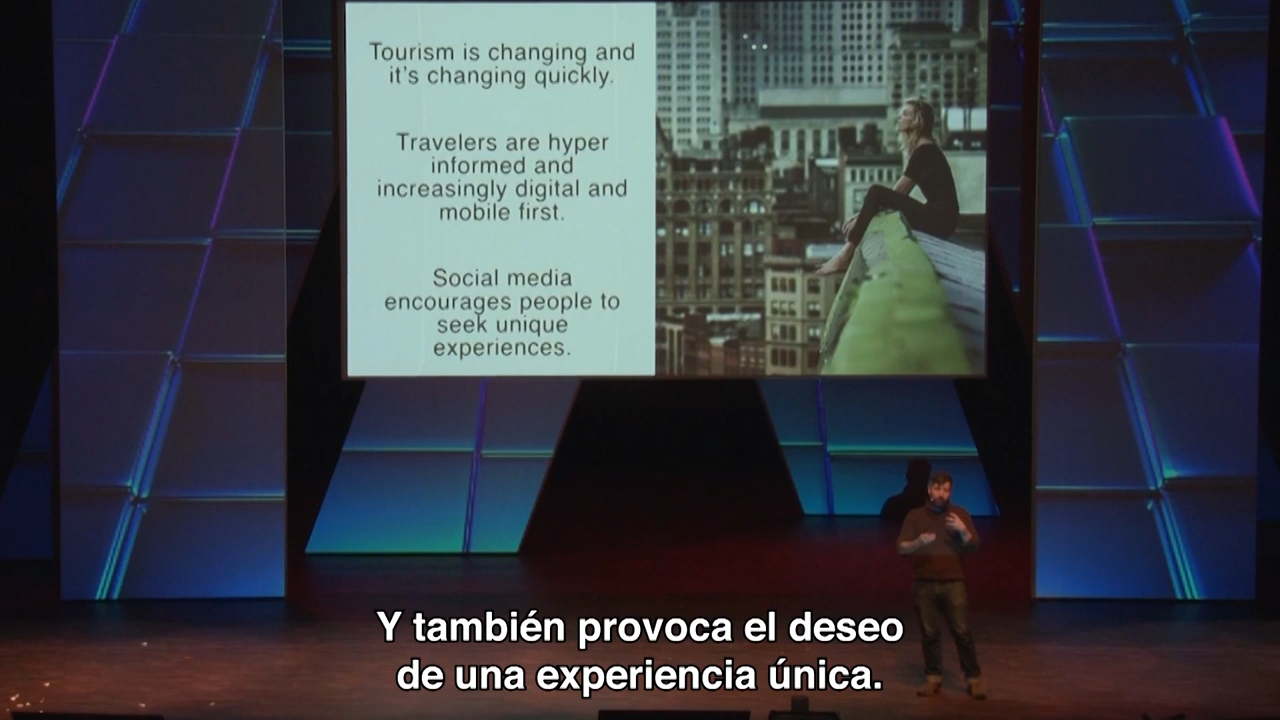 Tourism is changing and
it's changing quickly.
Travelers are hyper
informed and
increasingly digital and
mobile first.
Social media
encourages people to
seek unique
experiences.
Y también provoca el deseo
de una experiencia única.